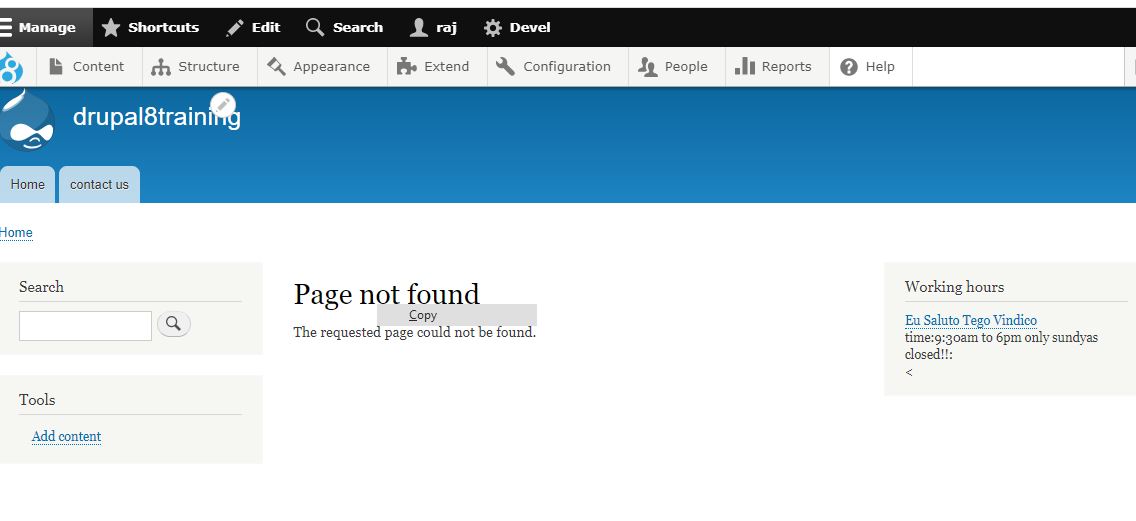 Manage Shortcuts Edit Search raj Devel
Content Structure Appearance Extend Configuration People Reports Help
drupal8training
Home contact us
Home
Search
Tools
Add content
Page not found
Copy
The requested page could not be found.
Working hours
Eu Saluto Tego Vindico
time:9:30am to 6pm only sundyas
closed!!:
<